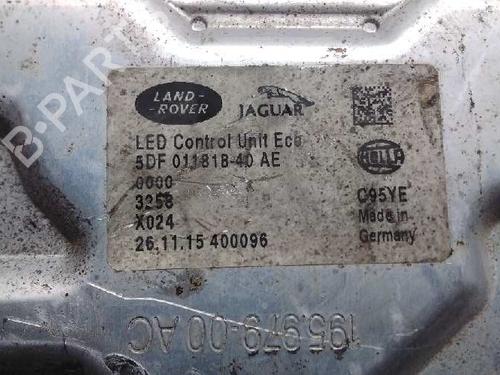 LAND-
-ROVER
JAGUAR
LED Control Unit Eco
5DF 011818-40 AE
HELLA
0000
3258
C95YE
X024
Made in
Germany
26.11.15 400096
195.979-00 AC
B-PARTS